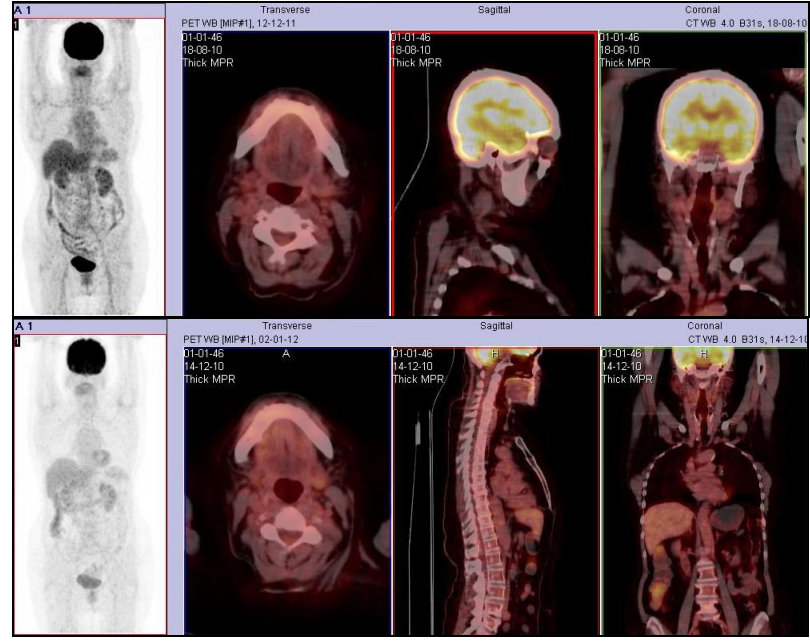 A 1
Transverse
Sagittal
Coronal
PET WB [MIP#1], 12-12-11
CT WB 4.0 B31s, 18-08-10
1
01-01-46
18-08-10
Thick MPR
01-01-46
18-08-10
Thick MPR
01-01-46
18-08-10
Thick MPR
A 1
Transverse
Sagittal
Coronal
PET WB [MIP#1], 02-01-12
CT WB 4.0 B31s, 14-12-10
1
01-01-46
14-12-10
Thick MPR
A
01-01-46
14-12-10
Thick MPR
H
01-01-46
14-12-10
Thick MPR
H